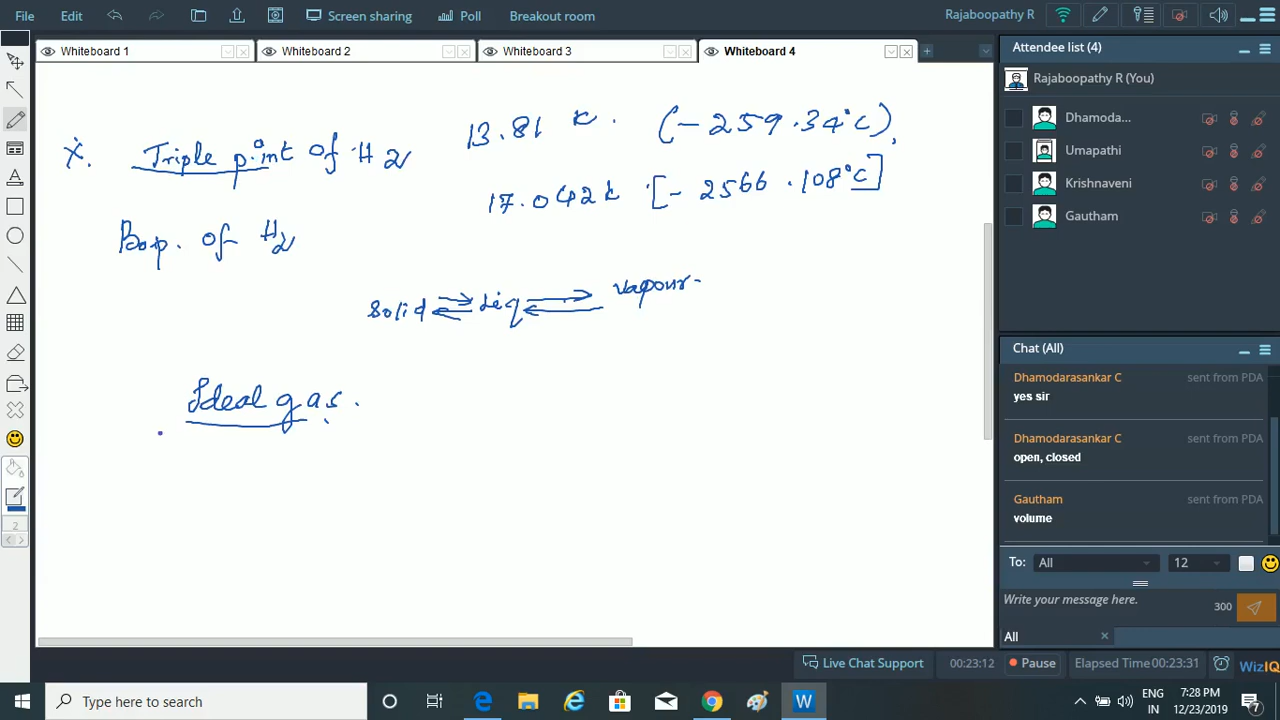 File Edit Screen sharing Poll Breakout room Rajaboopathy R
Whiteboard 1 Whiteboard 2 Whiteboard 3 Whiteboard 4
Attendee list (4)
Rajaboopathy R (You)
Dhamoda...
Umapathi
Krishnaveni
Gautham
Triple point of H2 13.81 K. (-259.34°C).
17.042K [-2566.108°C]
B.p. of H2
Solid Liq vapour
Ideal gas.
Chat (All)
Dhamodarasankar C sent from PDA
yes sir
Dhamodarasankar C sent from PDA
open, closed
Gautham sent from PDA
volume
To: All 12
Write your message here. 300
All
2
Live Chat Support 00:23:12 Pause Elapsed Time 00:23:31 WizIQ
Type here to search
ENG
IN
7:28 PM
12/23/2019
7